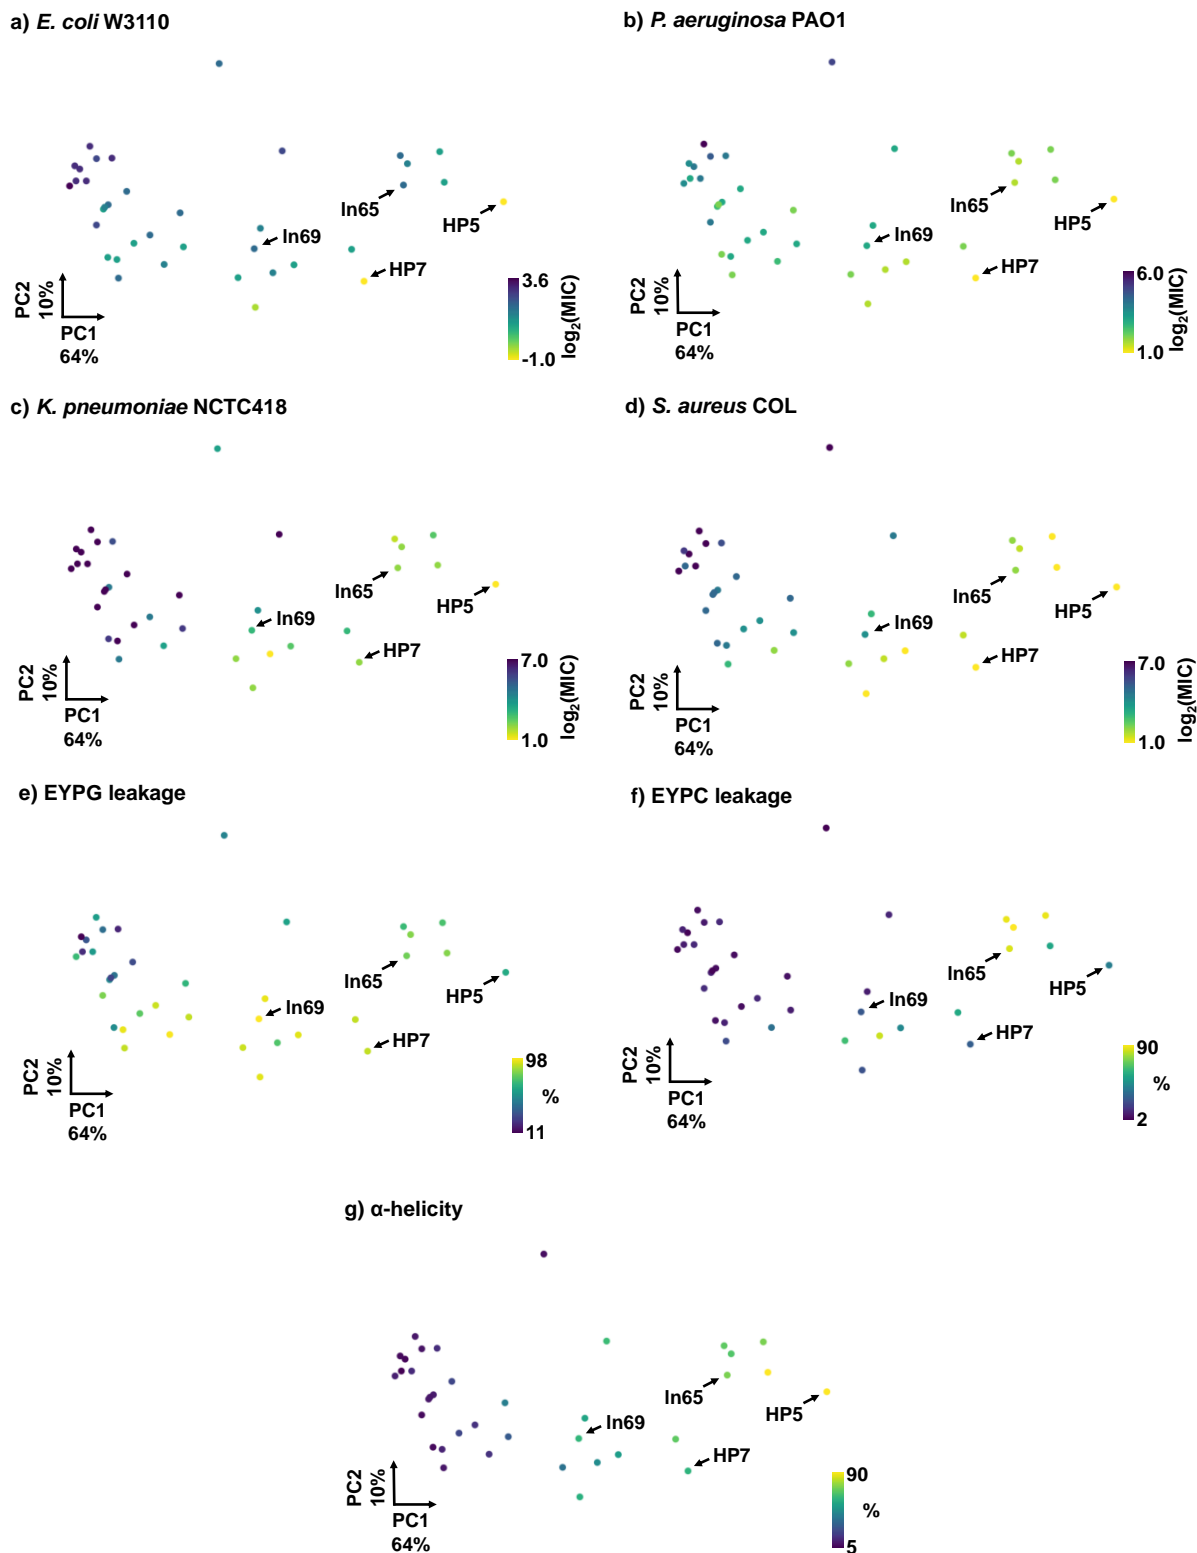 a) E. coli W3110
b) P. aeruginosa PAO1
In65
HP5
In69
HP7
3.6
-1.0
log₂(MIC)
PC2
10%
PC1
64%
In65
HP5
In69
HP7
6.0
1.0
log₂(MIC)
PC2
10%
PC1
64%
c) K. pneumoniae NCTC418
d) S. aureus COL
In65
HP5
In69
HP7
7.0
1.0
log₂(MIC)
PC2
10%
PC1
64%
In65
HP5
In69
HP7
7.0
1.0
log₂(MIC)
PC2
10%
PC1
64%
e) EYPG leakage
f) EYPC leakage
In65
HP5
In69
HP7
98
%
11
PC2
10%
PC1
64%
In65
HP5
In69
HP7
90
%
2
PC2
10%
PC1
64%
g) α-helicity
In65
HP5
In69
HP7
90
%
5
PC2
10%
PC1
64%